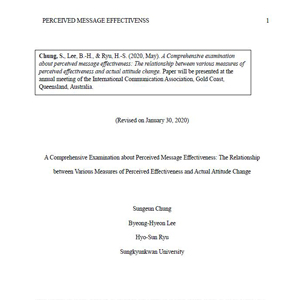 PERCEIVED MESSAGE EFFECTIVENSS 1
Chung, S., Lee, B.-H., & Ryu, H.-S. (2020, May). A Comprehensive examination
about perceived message effectiveness: The relationship between various measures of
perceived effectiveness and actual attitude change. Paper will be presented at the
annual meeting of the International Communication Association, Gold Coast,
Queensland, Australia.
(Revised on January 30, 2020)
A Comprehensive Examination about Perceived Message Effectiveness: The Relationship
between Various Measures of Perceived Effectiveness and Actual Attitude Change
Sungeun Chung
Byeong-Hyeon Lee
Hyo-Sun Ryu
Sungkyunkwan University